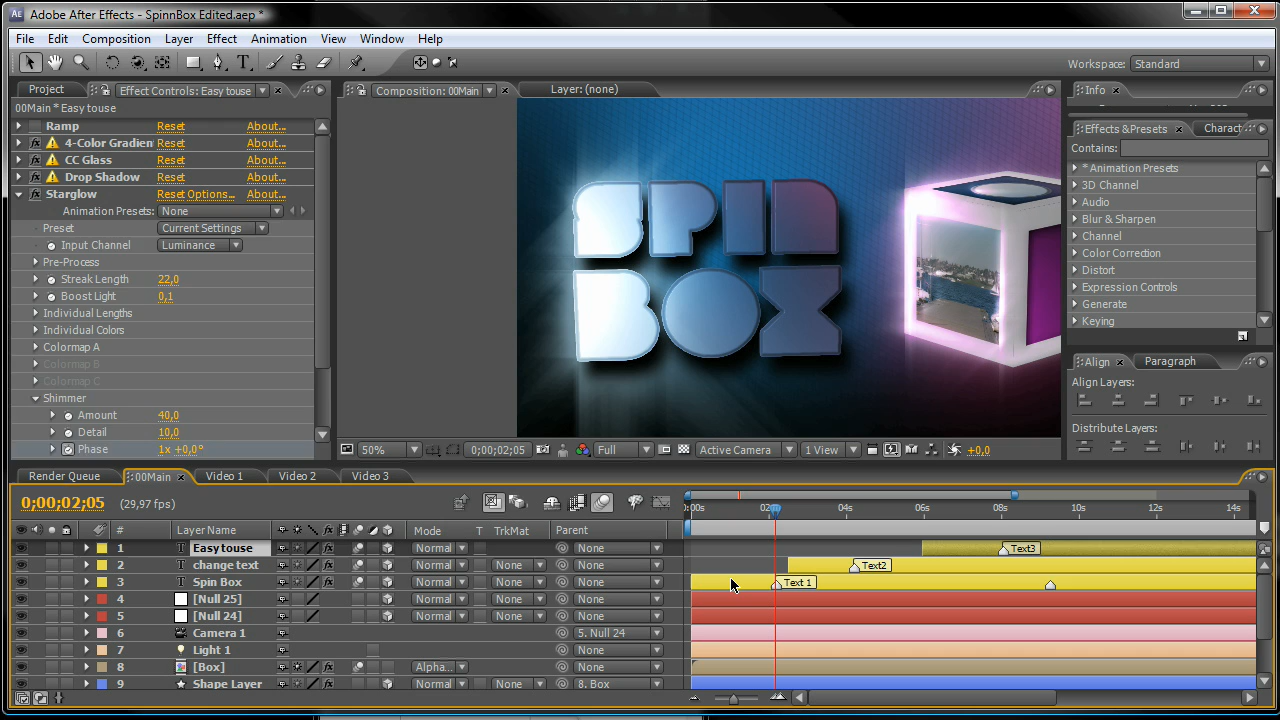 Adobe After Effects - SpinnBox Edited.aep *
File Edit Composition Layer Effect Animation View Window Help
Workspace: Standard
Project Effect Controls: Easy touse
00Main * Easy touse
Ramp Reset About...
4-Color Gradien Reset About...
CC Glass Reset About...
Drop Shadow Reset About...
Starglow Reset Options... About...
Animation Presets: None
Preset Current Settings
Input Channel Luminance
Pre-Process
Streak Length 22,0
Boost Light 0,1
Individual Lengths
Individual Colors
Colormap A
Colormap B
Colormap C
Shimmer
Amount 40,0
Detail 10,0
Phase 1x +0,0°
Composition: 00Main Layer: (none)
SPIN
BOX
50% 0;00;02;05 Full Active Camera 1 View +0,0
Info
Effects & Presets Charact
Contains:
* Animation Presets
3D Channel
Audio
Blur & Sharpen
Channel
Color Correction
Distort
Expression Controls
Generate
Keying
Align Paragraph
Align Layers:
Distribute Layers:
Render Queue 00Main Video 1 Video 2 Video 3
0;00;02;05 (29,97 fps)
0:00s 02s 04s 06s 08s 10s 12s 14s
# Layer Name Mode T TrkMat Parent
1 T Easy touse Normal None Text3
2 T change text Normal None None Text2
3 T Spin Box Normal None None Text 1
4 [Null 25] Normal None None
5 [Null 24] Normal None None
6 Camera 1 5. Null 24
7 Light 1 None
8 [Box] Alpha... None
9 Shape Layer Normal None 8. Box